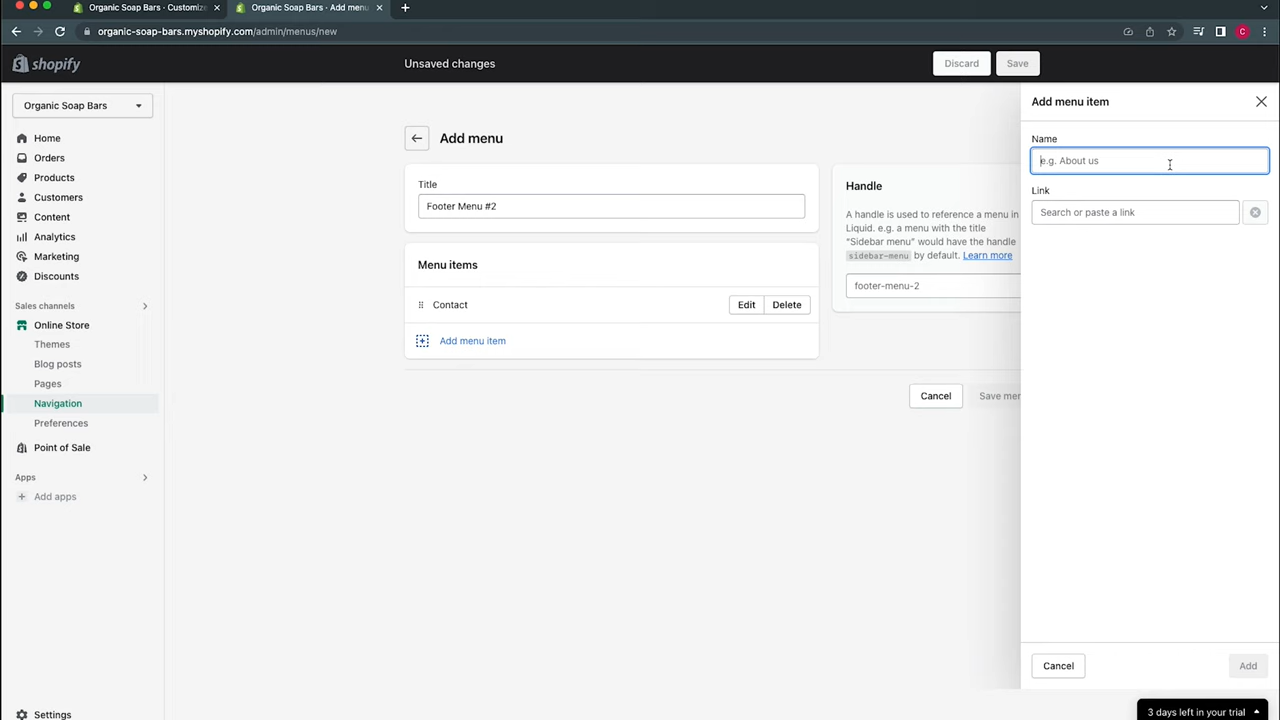 Organic Soap Bars · Customize
Organic Soap Bars · Add menu
organic-soap-bars.myshopify.com/admin/menus/new
C
shopify
Unsaved changes
Discard
Save
Organic Soap Bars
Home
Orders
Products
Customers
Content
Analytics
Marketing
Discounts
Sales channels
Online Store
Themes
Blog posts
Pages
Navigation
Preferences
Point of Sale
Apps
Add apps
Settings
Add menu
Title
Footer Menu #2
Menu items
Contact
Edit
Delete
Add menu item
Handle
A handle is used to reference a menu in
Liquid. e.g. a menu with the title
"Sidebar menu" would have the handle
sidebar-menu by default. Learn more
footer-menu-2
Cancel
Save
Add menu item
Name
e.g. About us
Link
Search or paste a link
Cancel
Add
3 days left in your trial